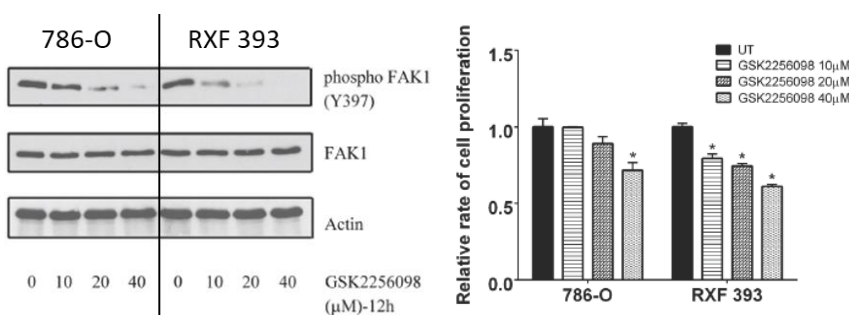 786-O RXF 393
phospho FAK1
(Y397)
FAK1
Actin
0 10 20 40 0 10 20 40 GSK2256098
(μM)-12h
Relative rate of cell proliferation
1.5
1.0
0.5
0.0
UT
GSK2256098 10μM
GSK2256098 20μM
GSK2256098 40μM
*
* * *
786-O RXF 393